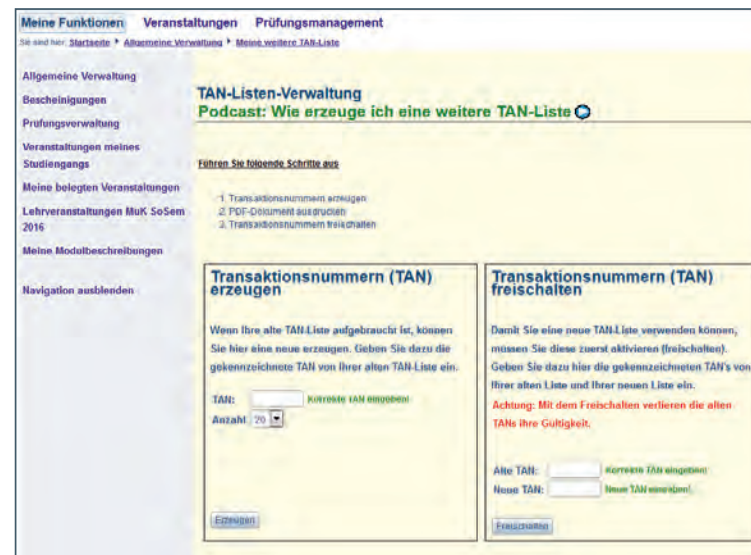 Meine Funktionen Veranstaltungen Prüfungsmanagement
Sie sind hier: Startseite Allgemeine Verwaltung Meine weitere TAN-Liste
Allgemeine Verwaltung
Bescheinigungen
Prüfungsverwaltung
Veranstaltungen meines
Studiengangs
Meine belegten Veranstaltungen
Lehrveranstaltungen MuK SoSem
2016
Meine Modulbeschreibungen
Navigation ausblenden
TAN-Listen-Verwaltung
Podcast: Wie erzeuge ich eine weitere TAN-Liste
Führen Sie folgende Schritte aus
1. Transaktionsnummern erzeugen
2. PDF-Dokument ausdrucken
3. Transaktionsnummern freischalten
Transaktionsnummern (TAN)
erzeugen
Wenn Ihre alte TAN-Liste aufgebraucht ist, können
Sie hier eine neue erzeugen. Geben Sie dazu die
gekennzeichnete TAN von Ihrer alten TAN-Liste ein.
TAN: Korrekte TAN eingeben!
Anzahl 20
Erzeugen
Transaktionsnummern (TAN)
freischalten
Damit Sie eine neue TAN-Liste verwenden können,
müssen Sie diese zuerst aktivieren (freischalten).
Geben Sie dazu hier die gekennzeichneten TAN's von
Ihrer alten Liste und Ihrer neuen Liste ein.
Achtung: Mit dem Freischalten verlieren die alten
TANs ihre Gültigkeit.
Alte TAN: Korrekte TAN eingeben!
Neue TAN: Neue TAN eingeben!
Freischalten